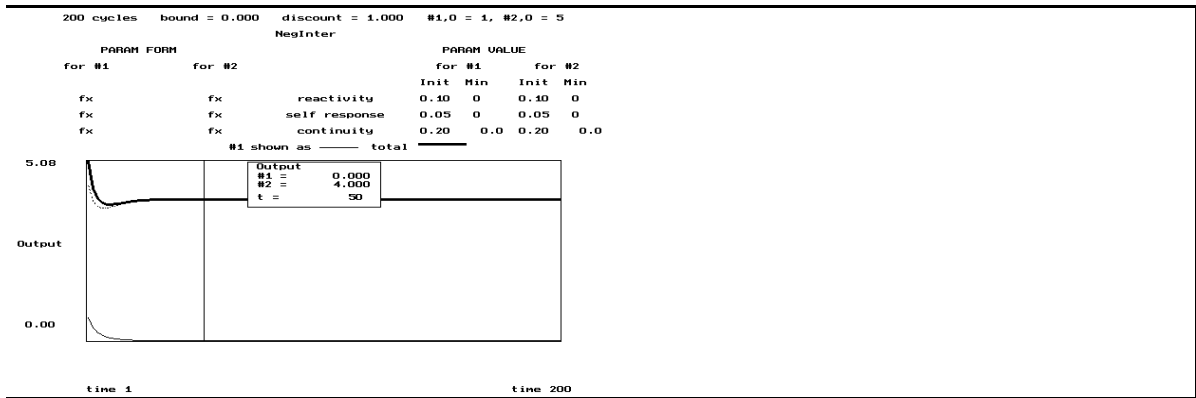 200 cycles bound = 0.000 discount = 1.000 #1,0 = 1, #2,0 = 5
NegInter
PARAM FORM PARAM VALUE
for #1 for #2 for #1 for #2
Init Min Init Min
fx fx reactivity 0.10 0 0.10 0
fx fx self response 0.05 0 0.05 0
fx fx continuity 0.20 0.0 0.20 0.0
#1 shown as total
5.08
Output
#1 = 0.000
#2 = 4.000
t = 50
Output
0.00
time 1 time 200